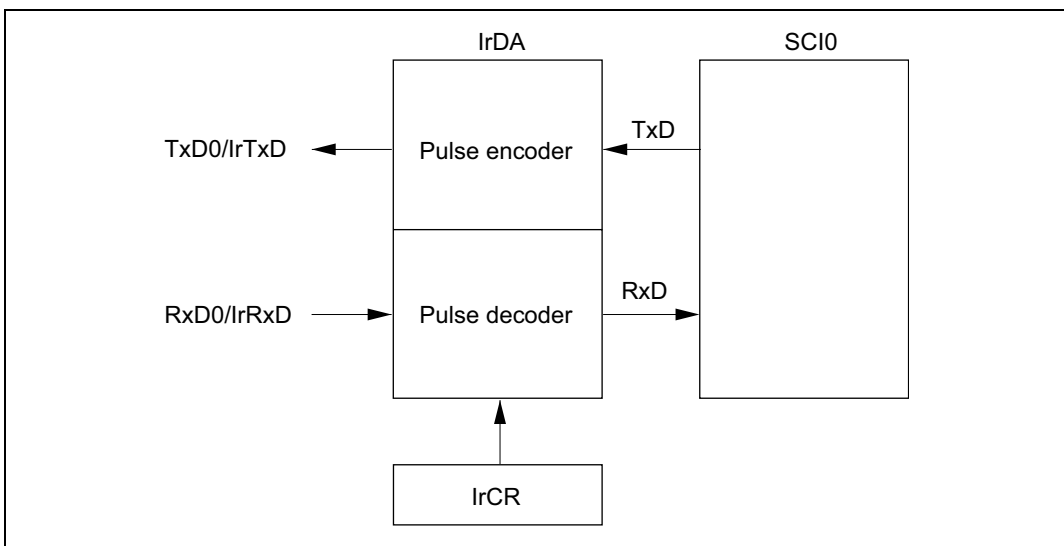 IrDA
SCI0
TxD0/IrTxD
Pulse encoder
TxD
RxD0/IrRxD
Pulse decoder
RxD
IrCR